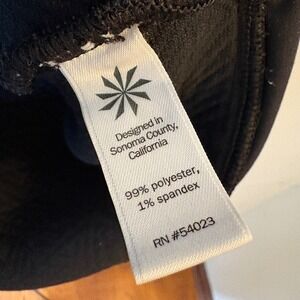 Designed in
Sonoma County,
California
99% polyester,
1% spandex
RN #54023